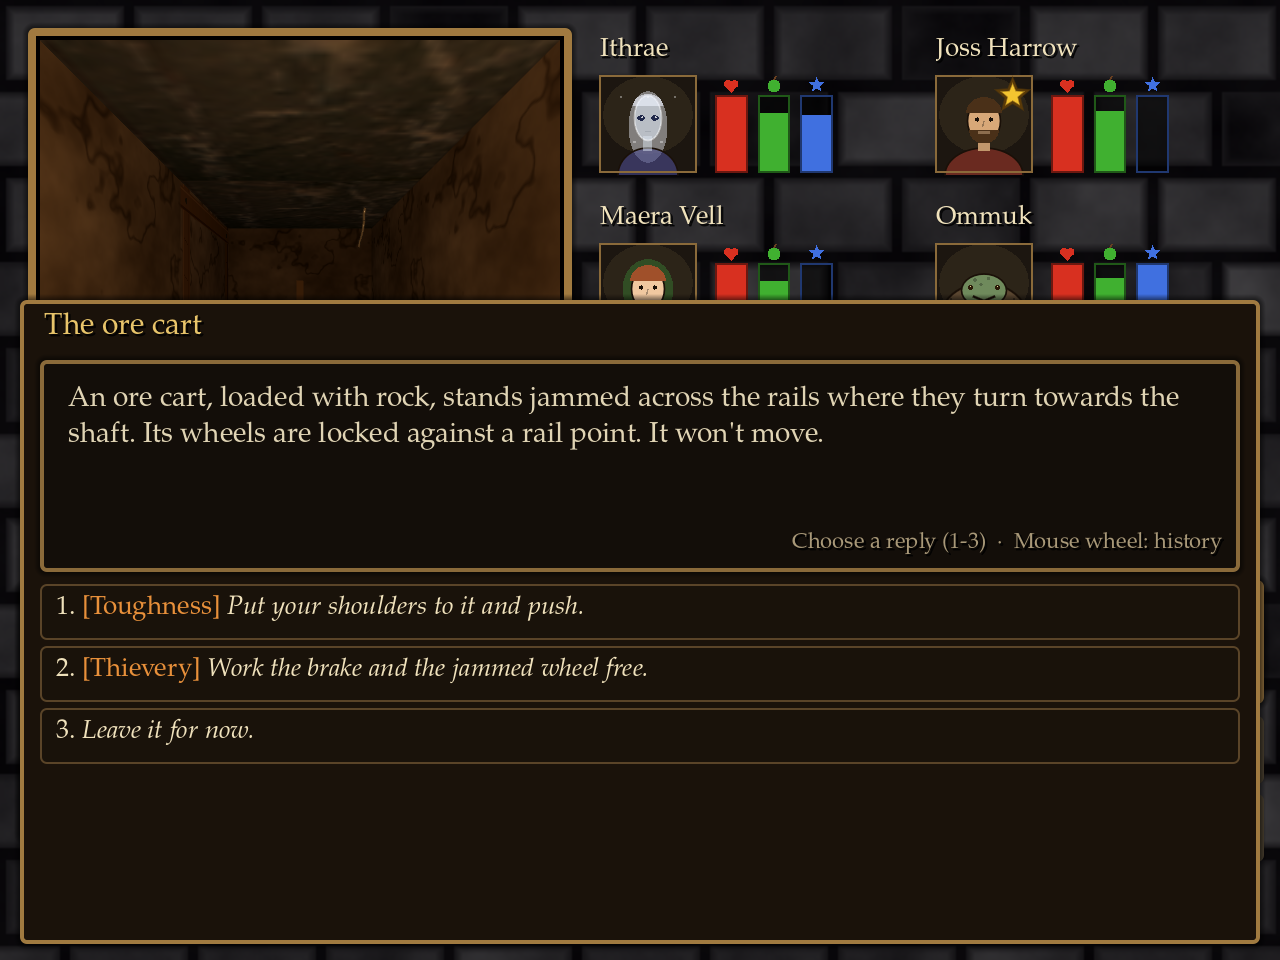 Ithrae
Joss Harrow
Maera Vell
Ommuk
The ore cart
An ore cart, loaded with rock, stands jammed across the rails where they turn towards the
shaft. Its wheels are locked against a rail point. It won't move.
Choose a reply (1-3) · Mouse wheel: history
1. [Toughness] Put your shoulders to it and push.
2. [Thievery] Work the brake and the jammed wheel free.
3. Leave it for now.